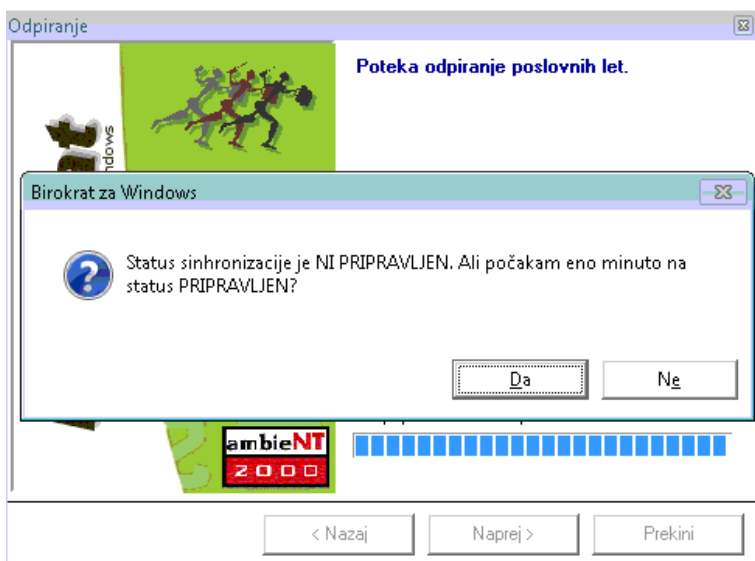 Odpiranje
Poteka odpiranje poslovnih let.
Birokrat za Windows
Status sinhronizacije je NI PRIPRAVLJEN. Ali počakam eno minuto na
status PRIPRAVLJEN?
Da
Ne
ambieNT
2000
< Nazaj
Naprej >
Prekini